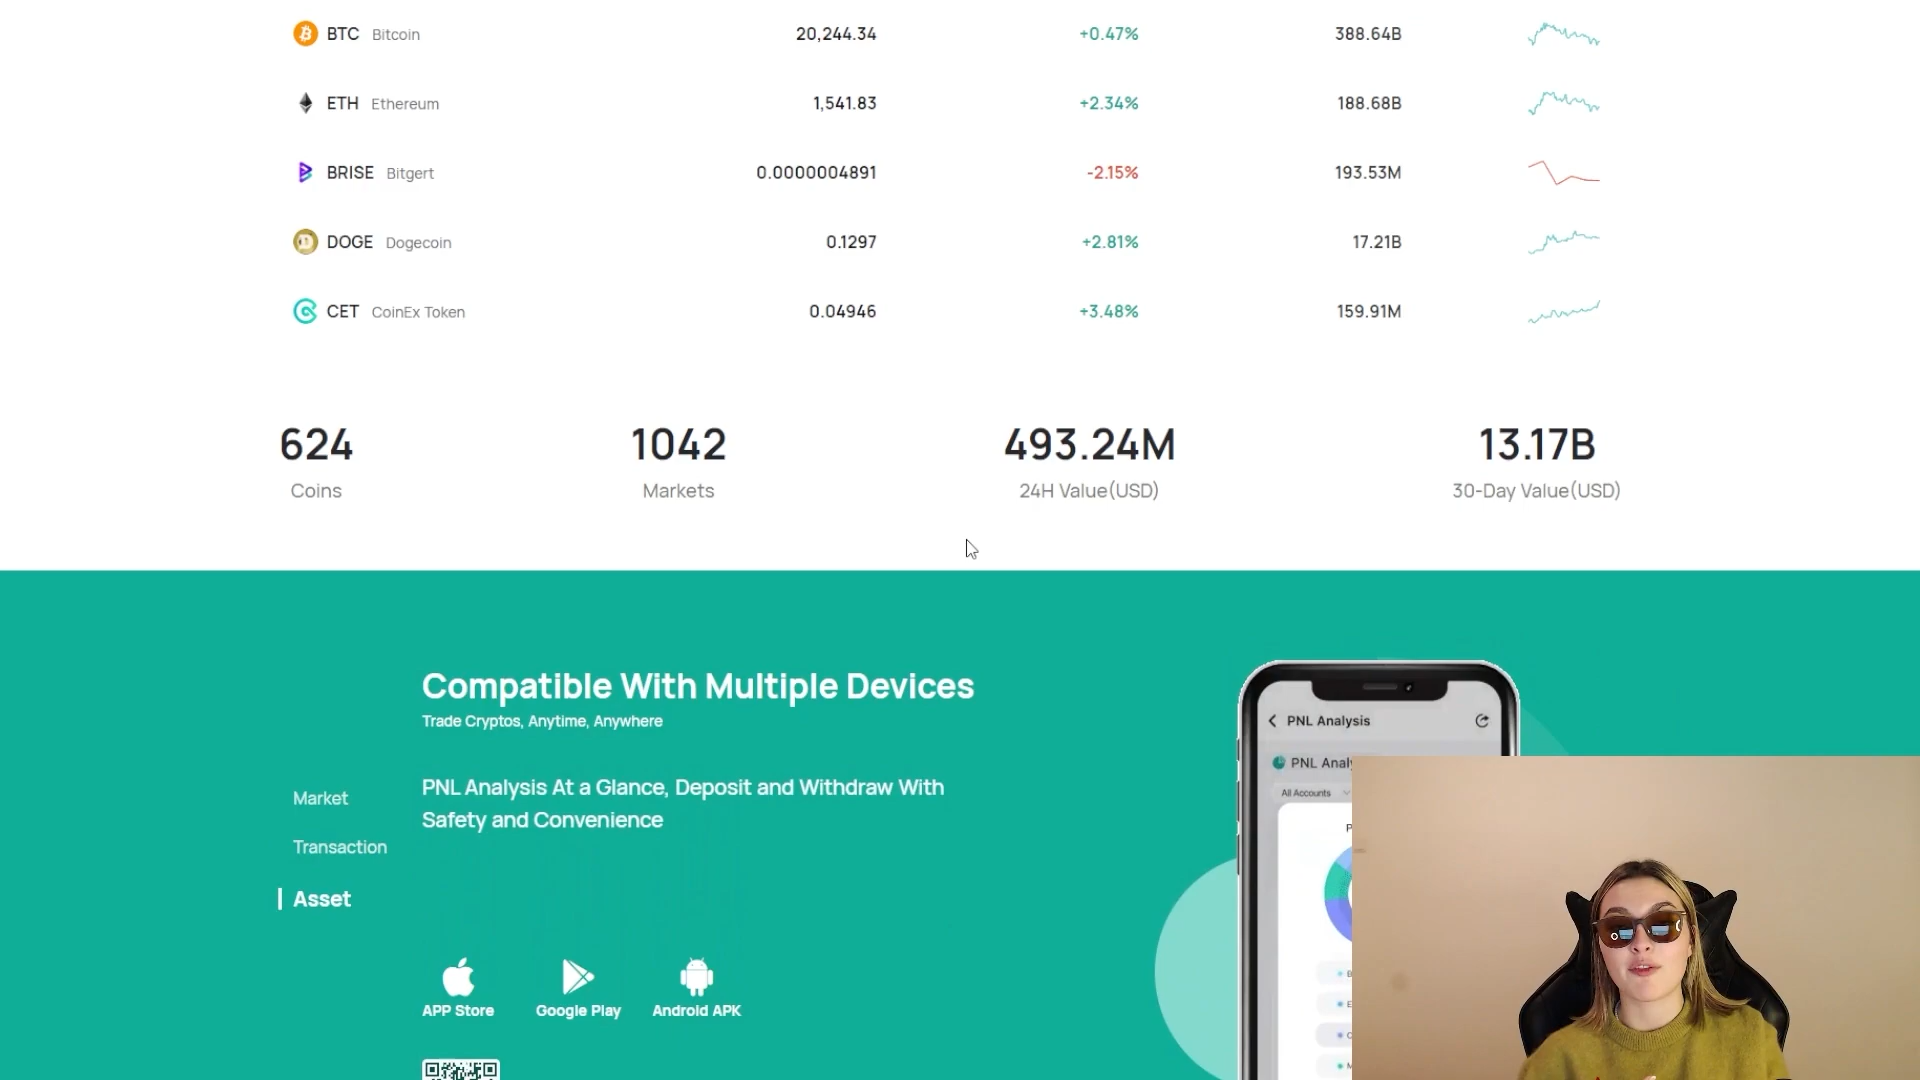 BTC Bitcoin 20,244.34 +0.47% 388.64B
ETH Ethereum 1,541.83 +2.34% 188.68B
BRISE Bitgert 0.0000004891 -2.15% 193.53M
DOGE Dogecoin 0.1297 +2.81% 17.21B
CET CoinEx Token 0.04946 +3.48% 159.91M
624 1042 493.24M 13.17B
Coins Markets 24H Value(USD) 30-Day Value(USD)
Compatible With Multiple Devices
Trade Cryptos, Anytime, Anywhere
PNL Analysis At a Glance, Deposit and Withdraw With
Safety and Convenience
Market
Transaction
Asset
APP Store Google Play Android APK
PNL Analysis
PNL Analy
All Accounts